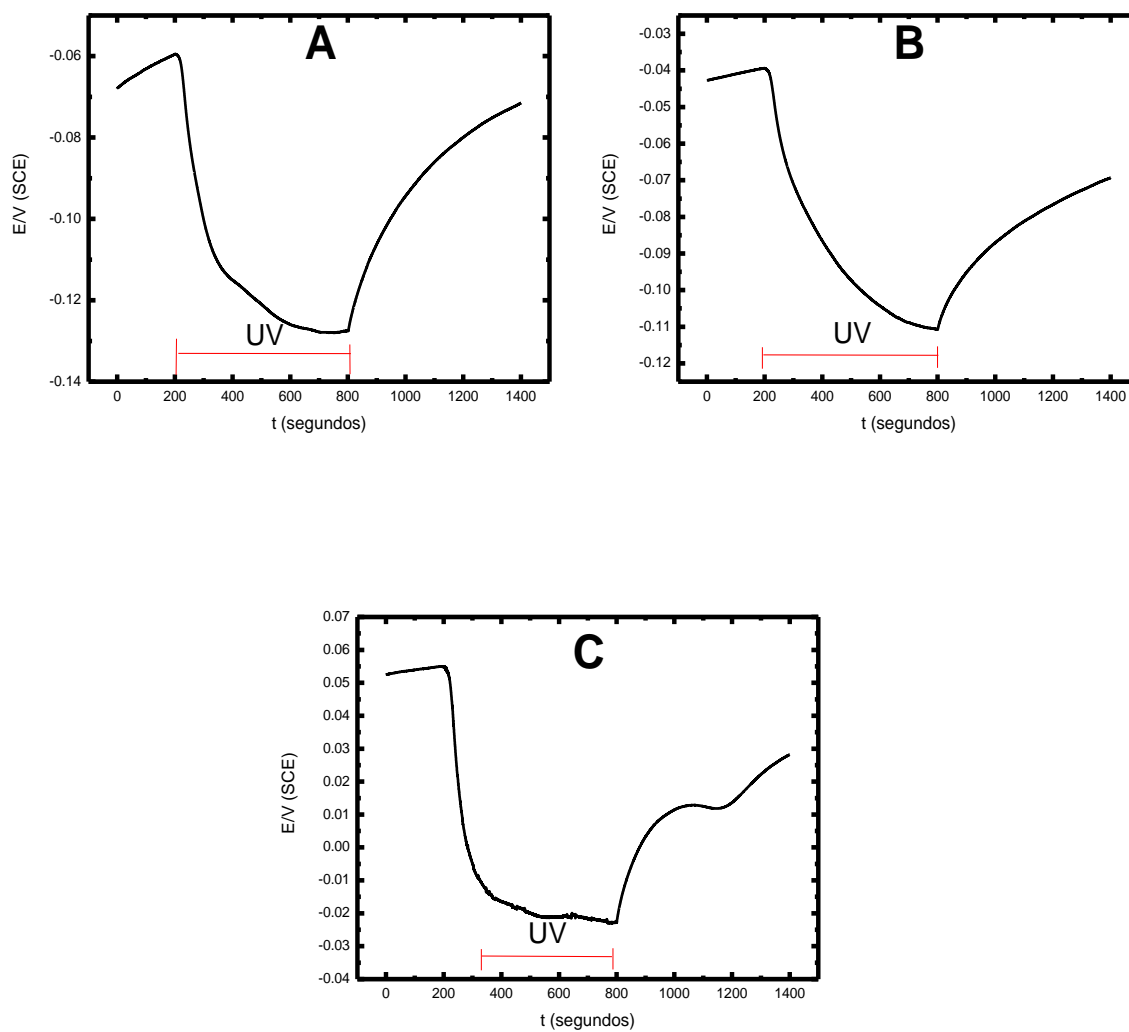 A
E/V (SCE)
-0.06
-0.08
-0.10
-0.12
-0.14
UV
0 200 400 600 800 1000 1200 1400
t (segundos)
B
E/V (SCE)
-0.03
-0.04
-0.05
-0.06
-0.07
-0.08
-0.09
-0.10
-0.11
-0.12
UV
0 200 400 600 800 1000 1200 1400
t (segundos)
C
E/V (SCE)
0.07
0.06
0.05
0.04
0.03
0.02
0.01
0.00
-0.01
-0.02
-0.03
-0.04
UV
0 200 400 600 800 1000 1200 1400
t (segundos)